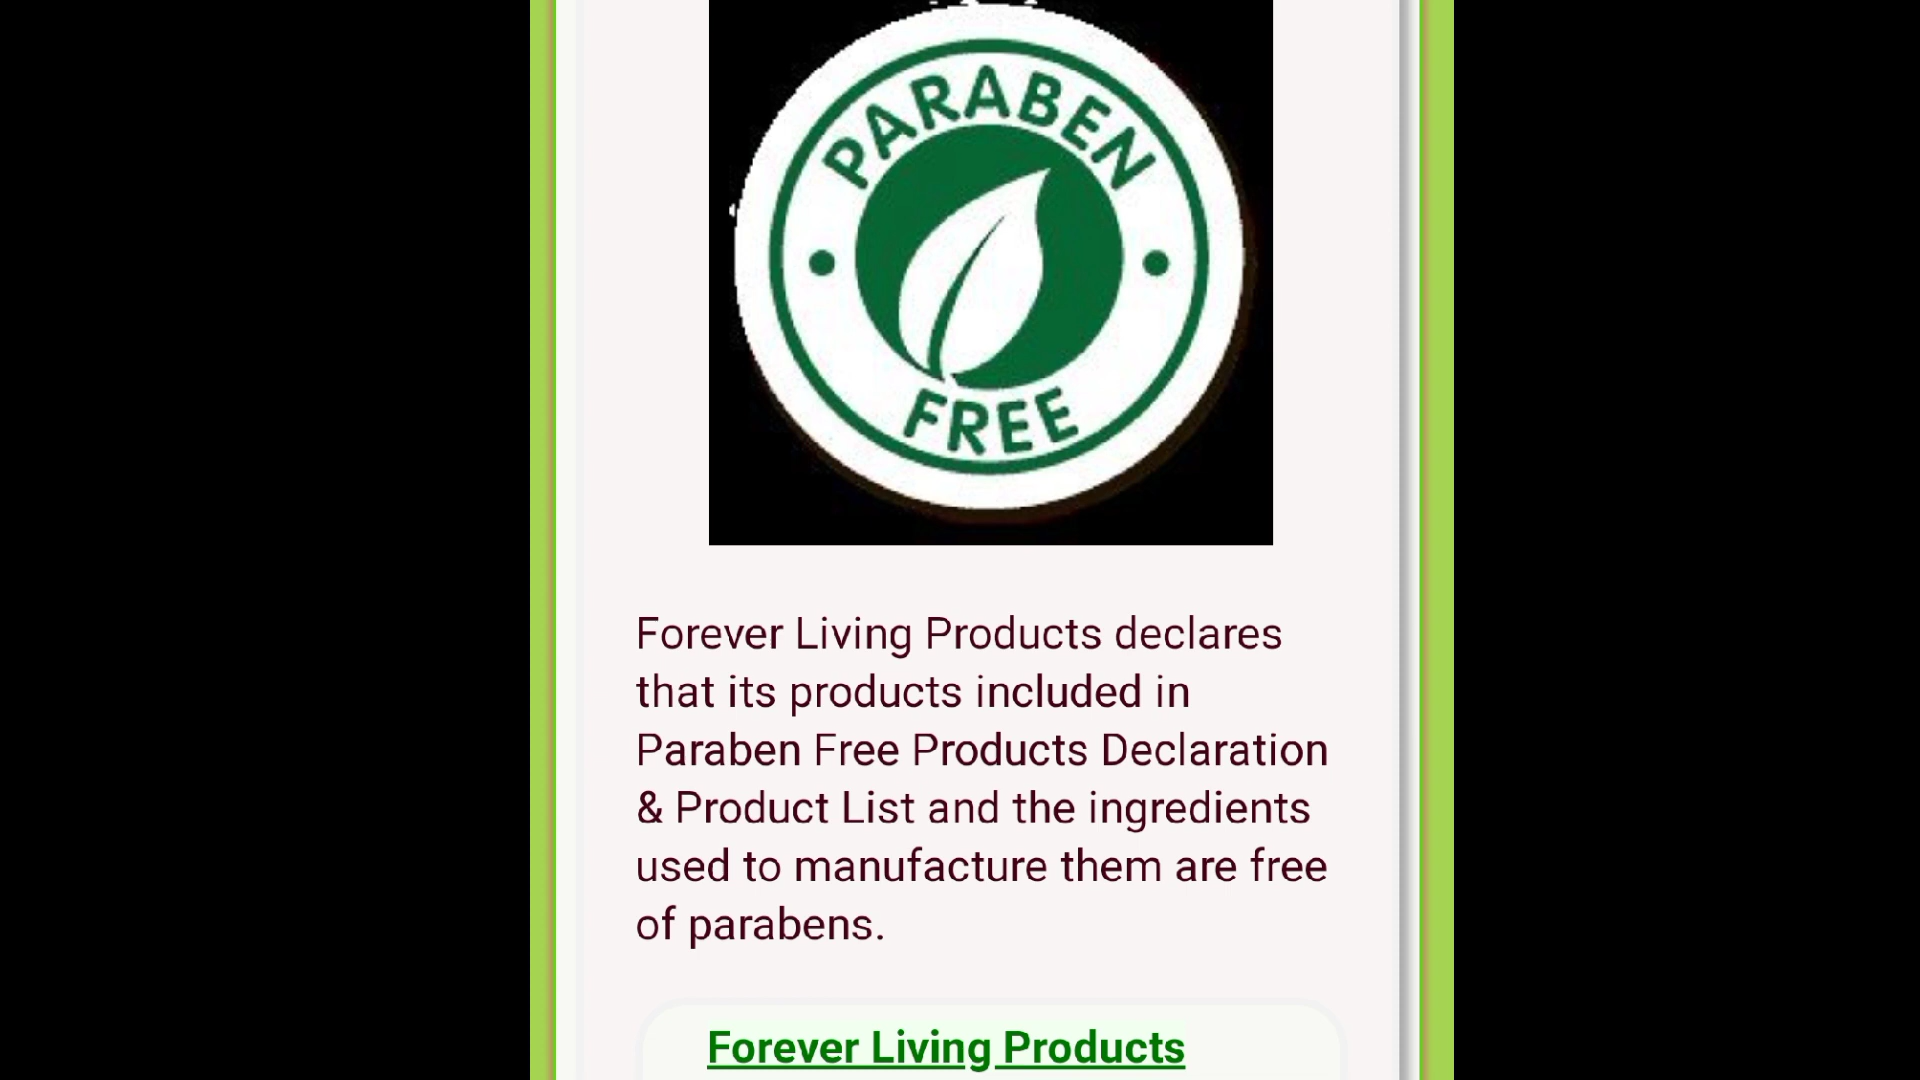 PARABEN
FREE
Forever Living Products declares
that its products included in
Paraben Free Products Declaration
& Product List and the ingredients
used to manufacture them are free
of parabens.
Forever Living Products